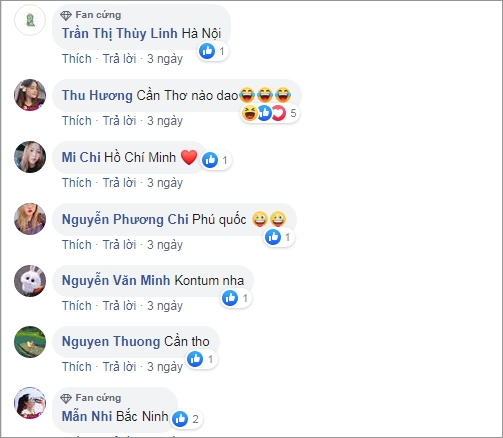 Fan cứng
Trần Thị Thùy Linh Hà Nội
1
Thích · Trả lời · 3 ngày
Thu Hương Cần Thơ nào dao😂😂😂
5
Thích · Trả lời · 3 ngày
Mi Chi Hồ Chí Minh ❤️
1
Thích · Trả lời · 3 ngày
Nguyễn Phương Chi Phú quốc 😀😀
1
Thích · Trả lời · 3 ngày
Nguyễn Văn Minh Kontum nha
1
Thích · Trả lời · 3 ngày
Nguyen Thuong Cần tho
1
Thích · Trả lời · 3 ngày
Fan cứng
Mẫn Nhi Bắc Ninh
2